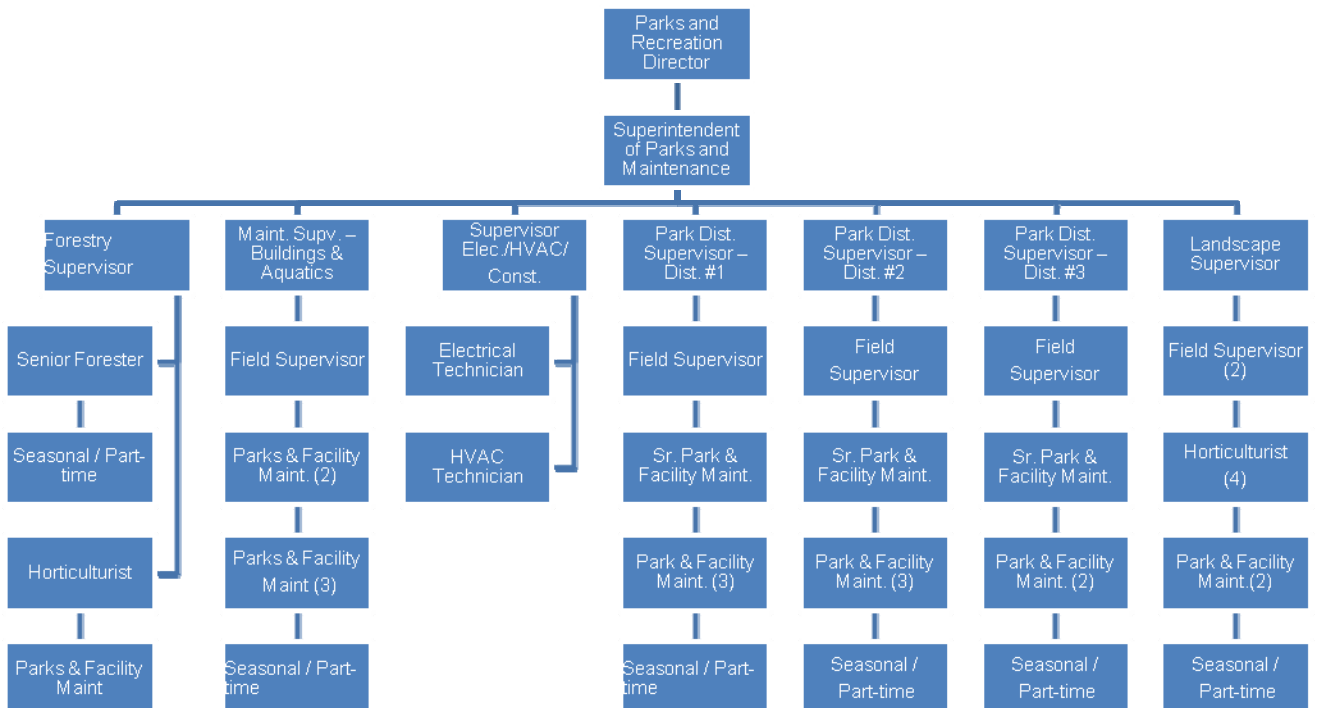 Parks and
Recreation
Director
Superintendent
of Parks and
Maintenance
Forestry
Supervisor
Maint. Supv. –
Buildings &
Aquatics
Supervisor
Elec./HVAC/
Const.
Park Dist.
Supervisor –
Dist. #1
Park Dist.
Supervisor –
Dist. #2
Park Dist.
Supervisor –
Dist. #3
Landscape
Supervisor
Senior Forester
Field Supervisor
Electrical
Technician
Field Supervisor
Field
Supervisor
Field
Supervisor
Field Supervisor
(2)
Seasonal / Part-
time
Parks & Facility
Maint. (2)
HVAC
Technician
Sr. Park &
Facility Maint.
Sr. Park &
Facility Maint.
Sr. Park &
Facility Maint.
Horticulturist
(4)
Horticulturist
Parks & Facility
Maint (3)
Park & Facility
Maint. (3)
Park & Facility
Maint. (3)
Park & Facility
Maint. (2)
Park & Facility
Maint.(2)
Parks & Facility
Maint
Seasonal / Part-
time
Seasonal / Part-
time
Seasonal /
Part-time
Seasonal /
Part-time
Seasonal /
Part-time